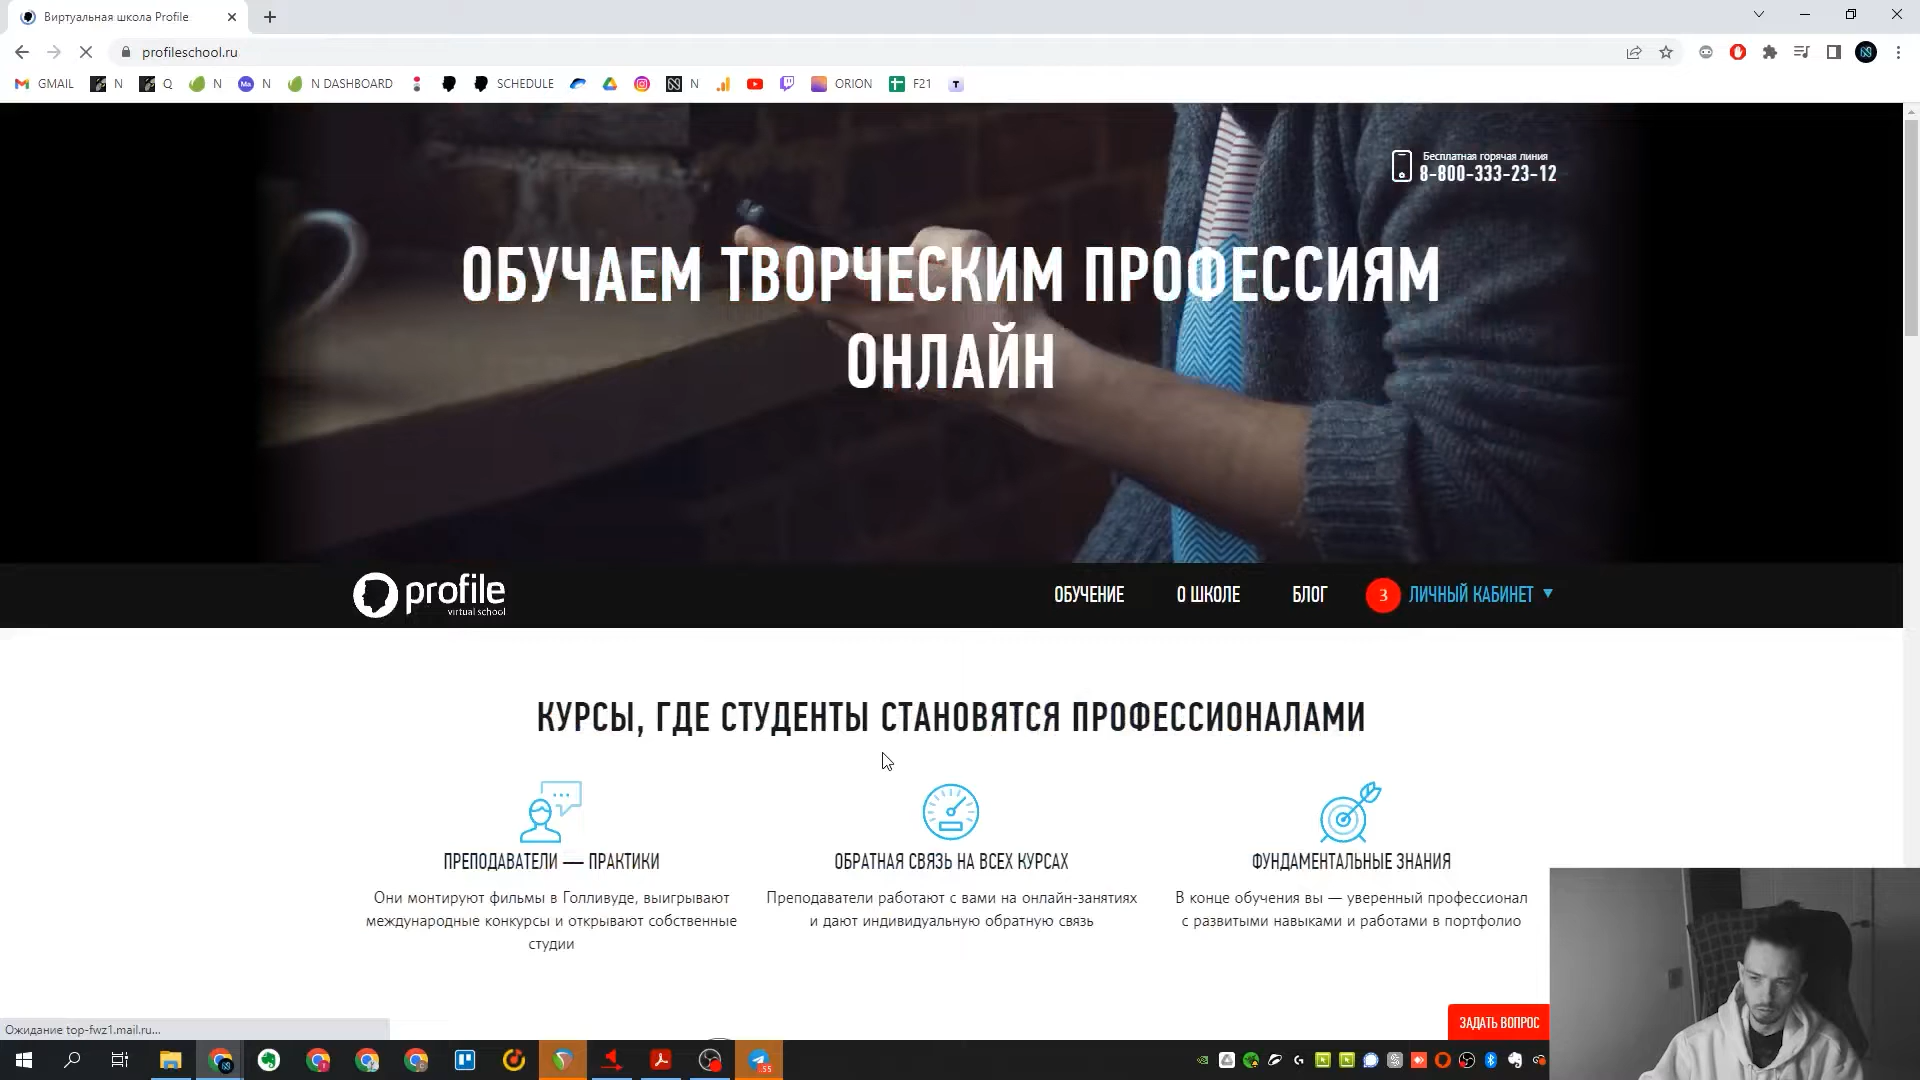 Виртуальная школа Profile
profileschool.ru
GMAIL N Q N N N DASHBOARD SCHEDULE N ORION F21 T
Бесплатная горячая линия
8-800-333-23-12
ОБУЧАЕМ ТВОРЧЕСКИМ ПРОФЕССИЯМ
ОНЛАЙН
profile
virtual school
ОБУЧЕНИЕ О ШКОЛЕ БЛОГ 3 ЛИЧНЫЙ КАБИНЕТ
КУРСЫ, ГДЕ СТУДЕНТЫ СТАНОВЯТСЯ ПРОФЕССИОНАЛАМИ
ПРЕПОДАВАТЕЛИ — ПРАКТИКИ
Они монтируют фильмы в Голливуде, выигрывают
международные конкурсы и открывают собственные
студии
ОБРАТНАЯ СВЯЗЬ НА ВСЕХ КУРСАХ
Преподаватели работают с вами на онлайн-занятиях
и дают индивидуальную обратную связь
ФУНДАМЕНТАЛЬНЫЕ ЗНАНИЯ
В конце обучения вы — уверенный профессионал
с развитыми навыками и работами в портфолио
ЗАДАТЬ ВОПРОС
Ожидание top-fwz1.mail.ru...